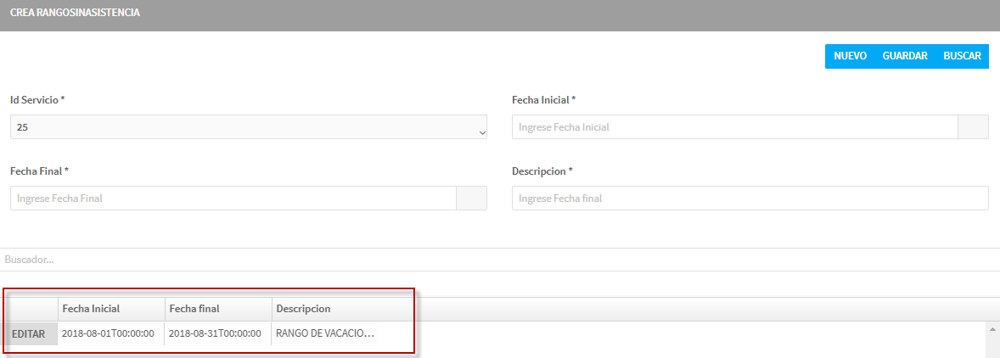 CREA RANGOSINASISTENCIA
NUEVO GUARDAR BUSCAR
Id Servicio * Fecha Inicial *
25 Ingrese Fecha Inicial
Fecha Final * Descripcion *
Ingrese Fecha Final Ingrese Fecha final
Buscador...
Fecha Inicial Fecha final Descripcion
EDITAR 2018-08-01T00:00:00 2018-08-31T00:00:00 RANGO DE VACACIO...